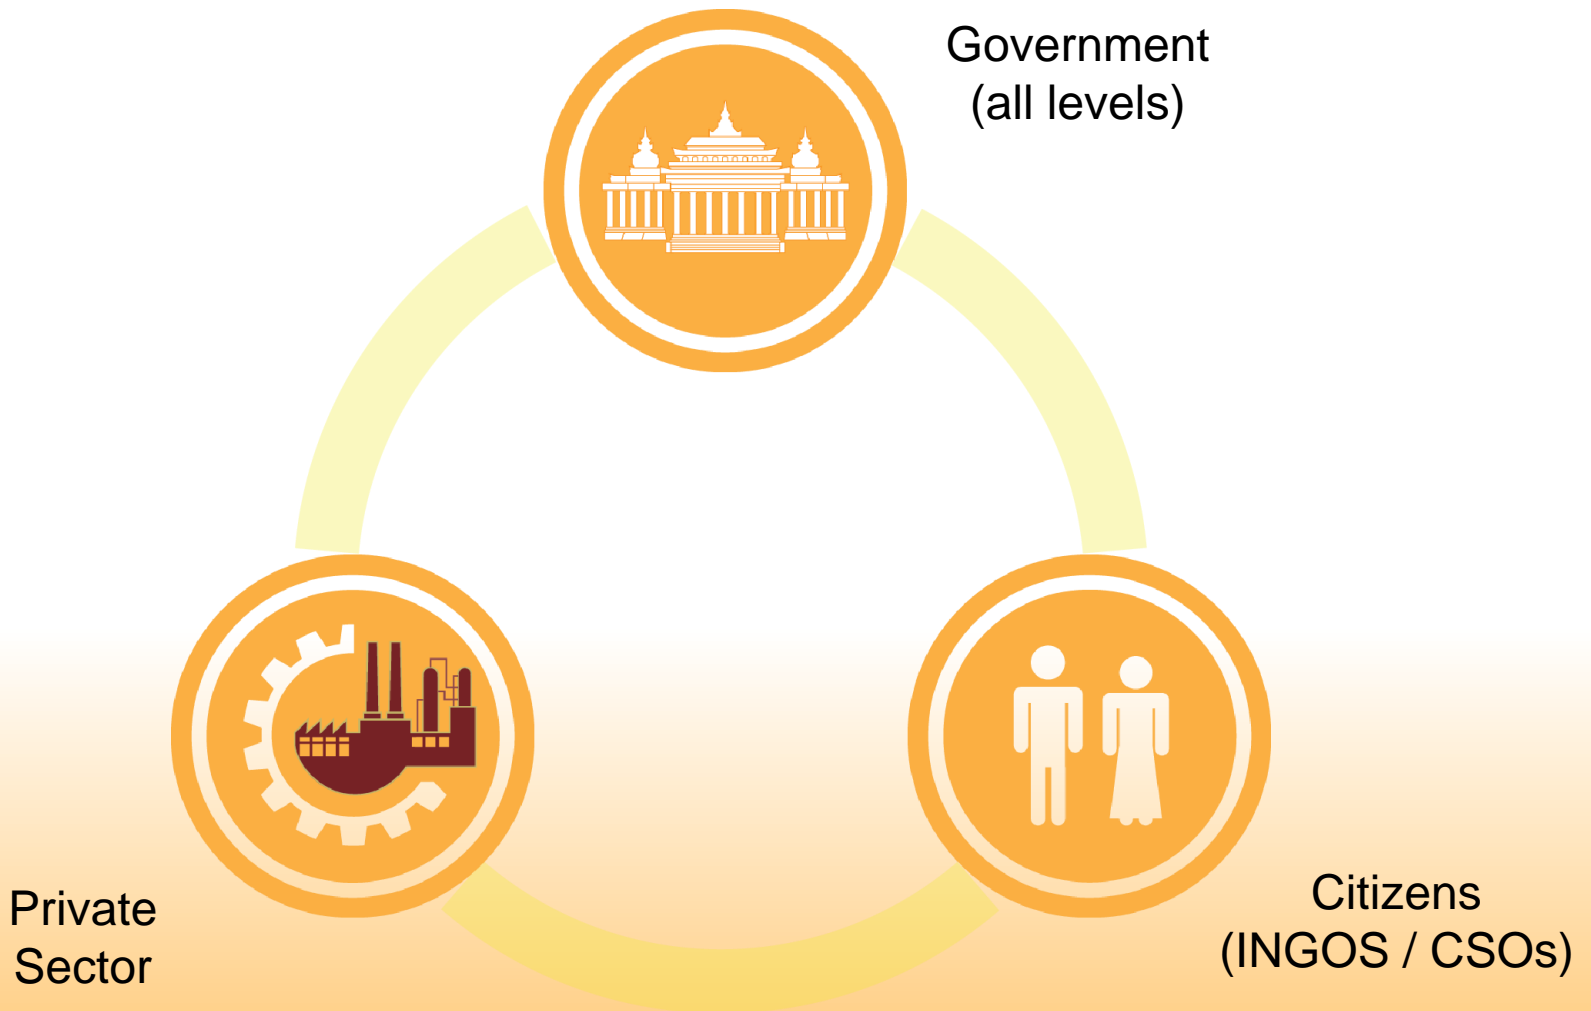 Government
(all levels)
Private
Sector
Citizens
(INGOS / CSOs)